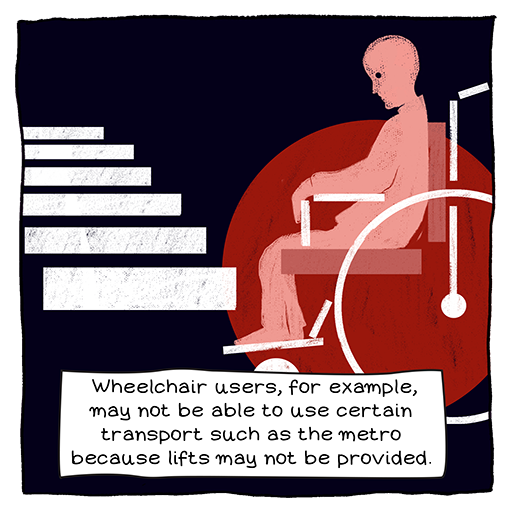 Wheelchair users, for example,
may not be able to use certain
transport such as the metro
because lifts may not be provided.